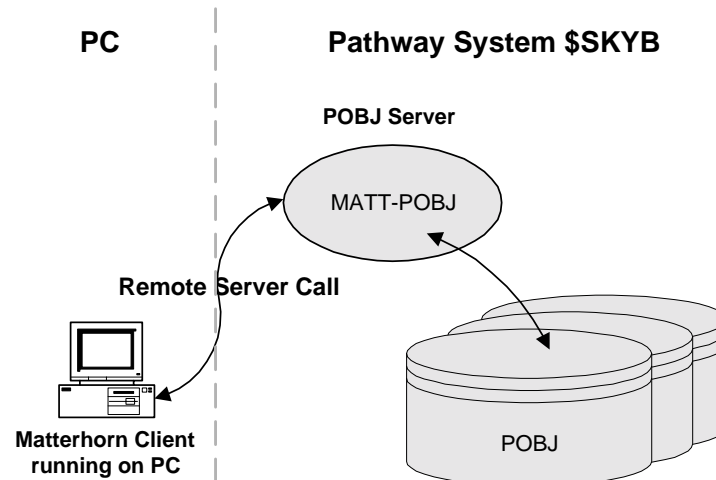 PC
Pathway System $SKYB
POBJ Server
MATT-POBJ
Remote Server Call
Matterhorn Client
running on PC
POBJ